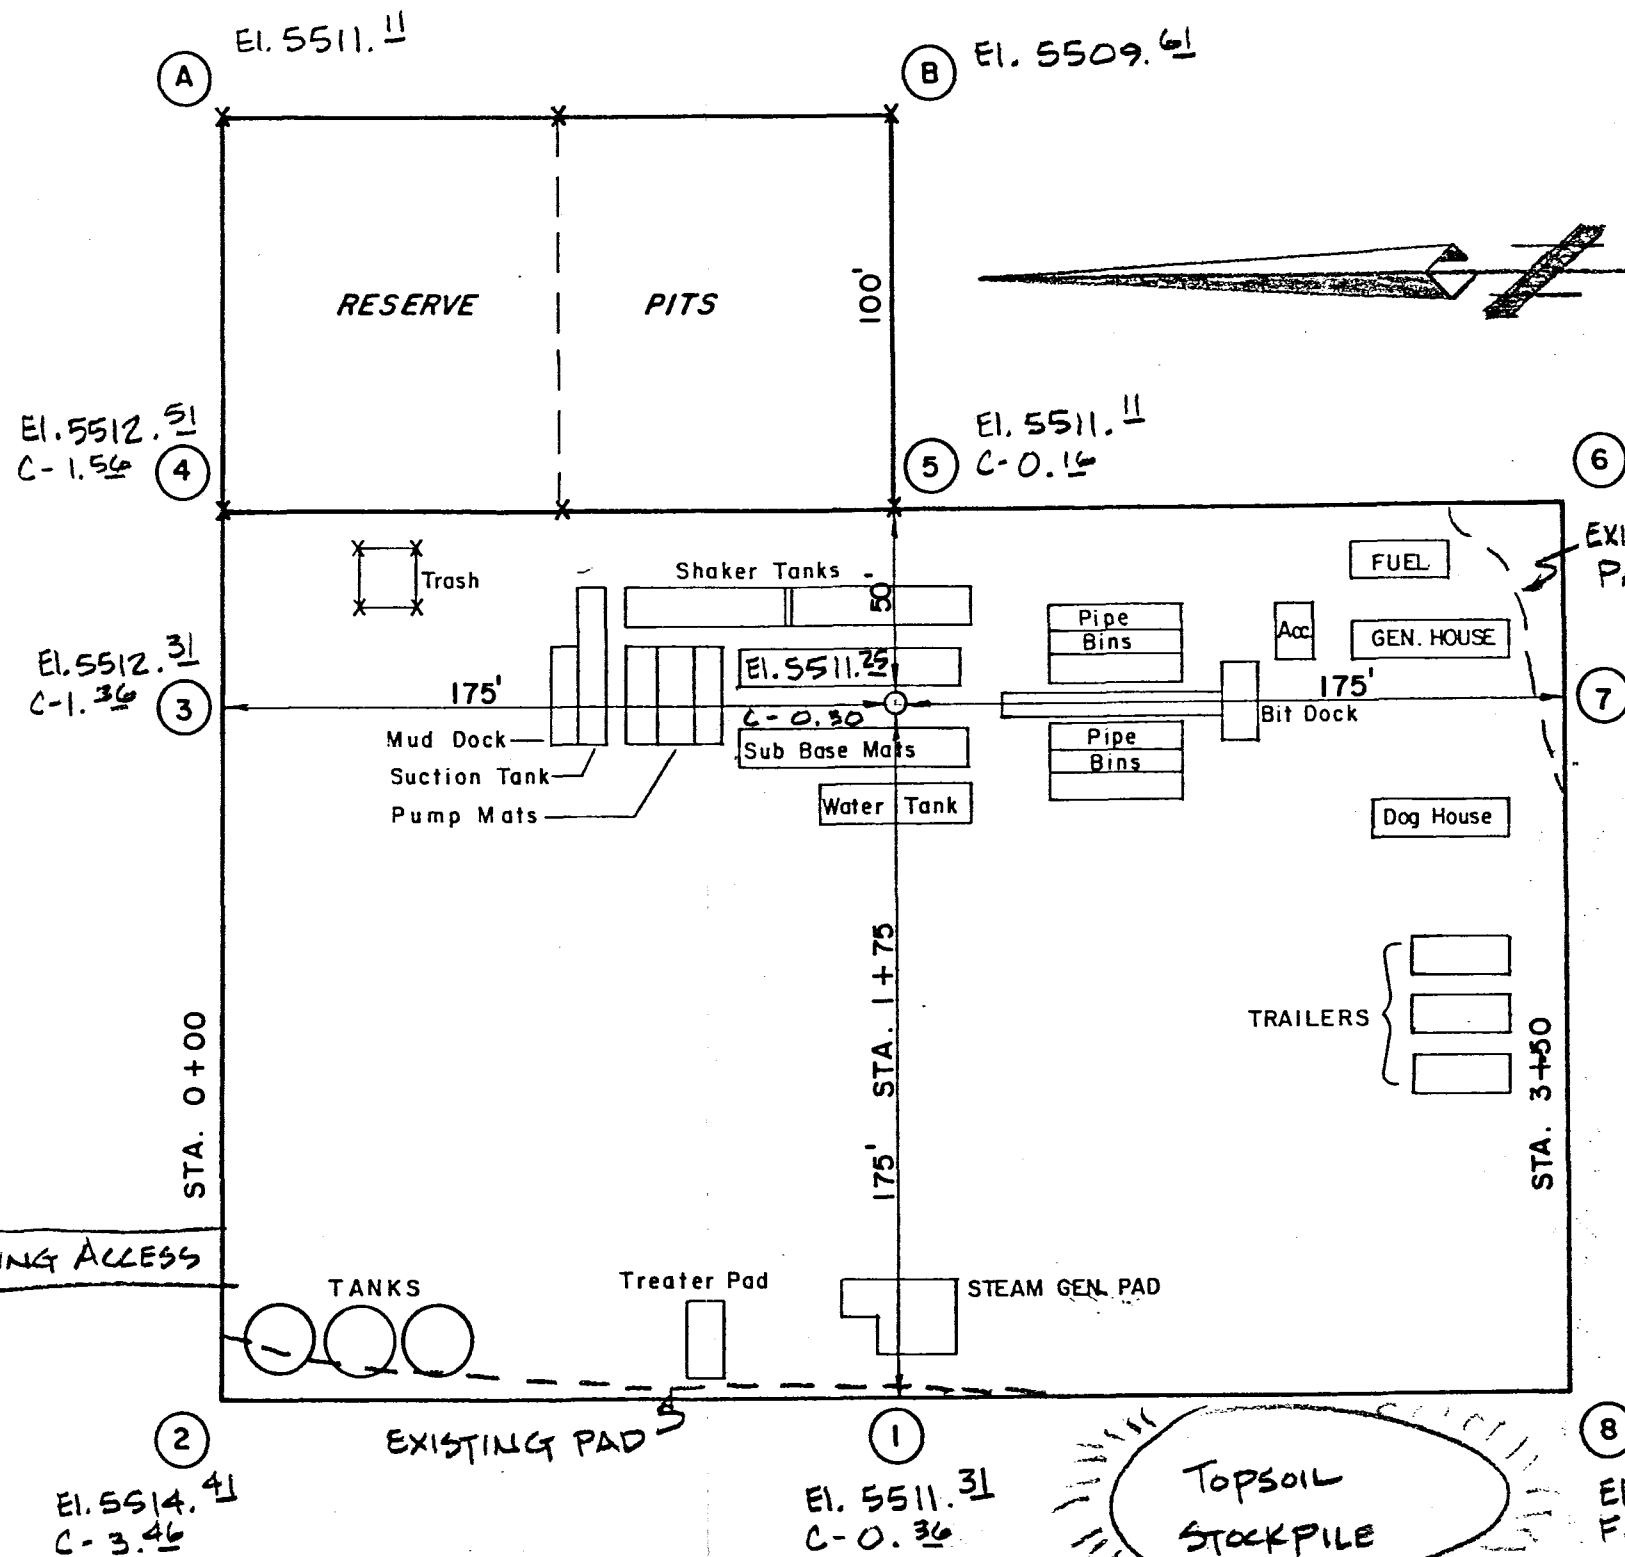 El. 5511.11
A
B
El. 5509.61
RESERVE PITS
100'
El. 5512.51
C-1.56
4
5
El. 5511.11
C-0.16
6
Trash
Shaker Tanks
50'
FUEL
Pipe
Bins
Acc
GEN. HOUSE
El. 5512.31
C-1.36
3
175'
El. 5511.25
C-0.30
175'
7
Bit Dock
Mud Dock
Suction Tank
Pump Mats
Sub Base Mats
Pipe
Bins
Water Tank
Dog House
STA. 0+00
175' STA. 1+75
TRAILERS
STA. 3+50
ACCESS
TANKS
Treater Pad
STEAM GEN. PAD
2
EXISTING PAD
1
8
El. 5514.41
C-3.46
El. 5511.31
C-0.36
TOPSOIL
STOCKPILE